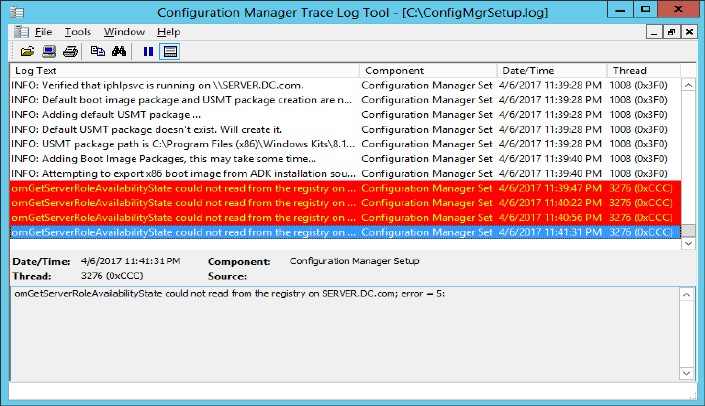 Configuration Manager Trace Log Tool - [C:\ConfigMgrSetup.log]
File Tools Window Help
Log Text Component Date/Time Thread
INFO: Verified that iphlpsvc is running on \\SERVER.DC.com. Configuration Manager Set 4/6/2017 11:39:28 PM 1008 (0x3F0)
INFO: Default boot image package and USMT package creation are n... Configuration Manager Set 4/6/2017 11:39:28 PM 1008 (0x3F0)
INFO: Adding default USMT package ... Configuration Manager Set 4/6/2017 11:39:28 PM 1008 (0x3F0)
INFO: Default USMT package doesn't exist. Will create it. Configuration Manager Set 4/6/2017 11:39:28 PM 1008 (0x3F0)
INFO: USMT package path is C:\Program Files (x86)\Windows Kits\8.1... Configuration Manager Set 4/6/2017 11:39:28 PM 1008 (0x3F0)
INFO: Adding Boot Image Packages, this may take some time... Configuration Manager Set 4/6/2017 11:39:40 PM 1008 (0x3F0)
INFO: Attempting to export x86 boot image from ADK installation sou... Configuration Manager Set 4/6/2017 11:39:40 PM 1008 (0x3F0)
omGetServerRoleAvailabilityState could not read from the registry on ... Configuration Manager Set 4/6/2017 11:39:47 PM 3276 (0xCCC)
omGetServerRoleAvailabilityState could not read from the registry on ... Configuration Manager Set 4/6/2017 11:40:22 PM 3276 (0xCCC)
omGetServerRoleAvailabilityState could not read from the registry on ... Configuration Manager Set 4/6/2017 11:40:56 PM 3276 (0xCCC)
omGetServerRoleAvailabilityState could not read from the registry on ... Configuration Manager Set 4/6/2017 11:41:31 PM 3276 (0xCCC)
Date/Time: 4/6/2017 11:41:31 PM Component: Configuration Manager Setup
Thread: 3276 (0xCCC) Source:
omGetServerRoleAvailabilityState could not read from the registry on SERVER.DC.com; error = 5: